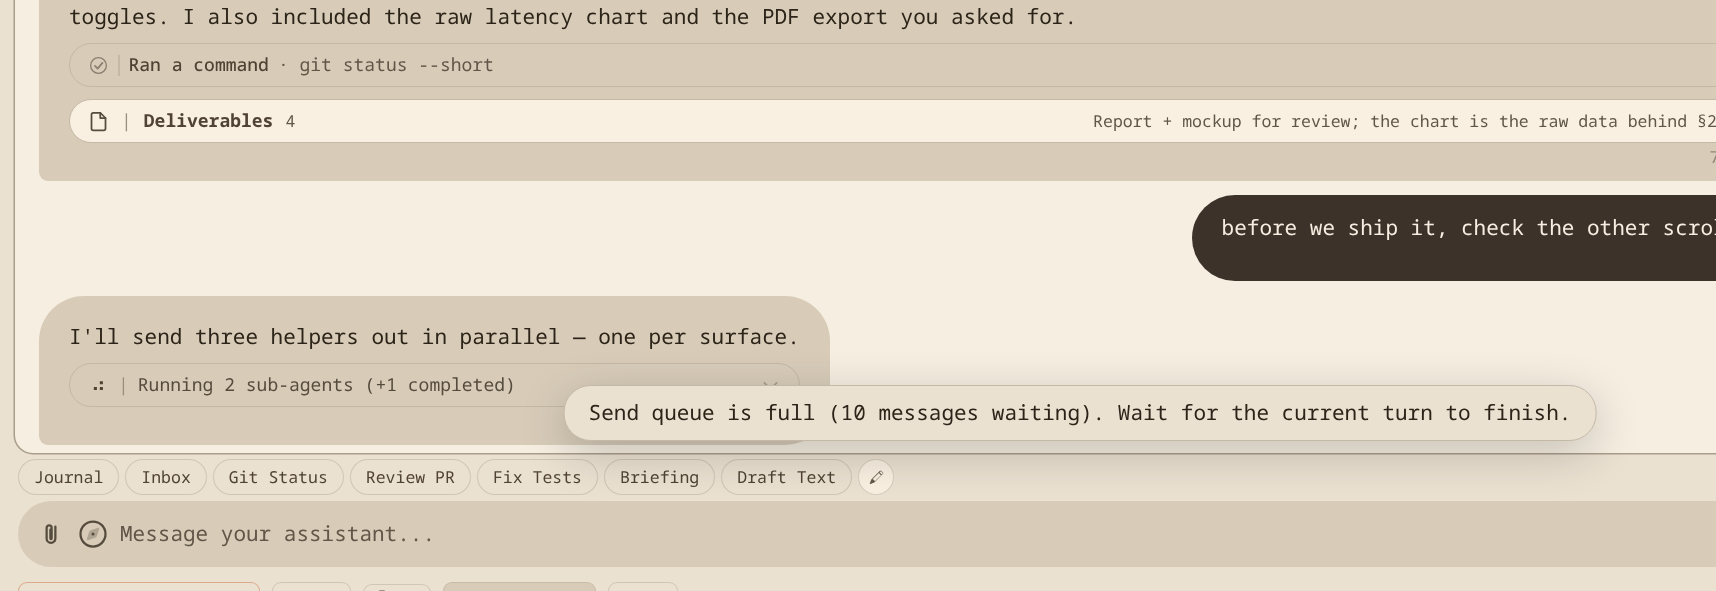 toggles. I also included the raw latency chart and the PDF export you asked for.
Ran a command · git status --short
Deliverables 4
Report + mockup for review; the chart is the raw data behind §2
7
before we ship it, check the other
I'll send three helpers out in parallel — one per surface.
Running 2 sub-agents (+1 completed)
Send queue is full (10 messages waiting). Wait for the current turn to finish.
Journal
Inbox
Git Status
Review PR
Fix Tests
Briefing
Draft Text
Message your assistant...